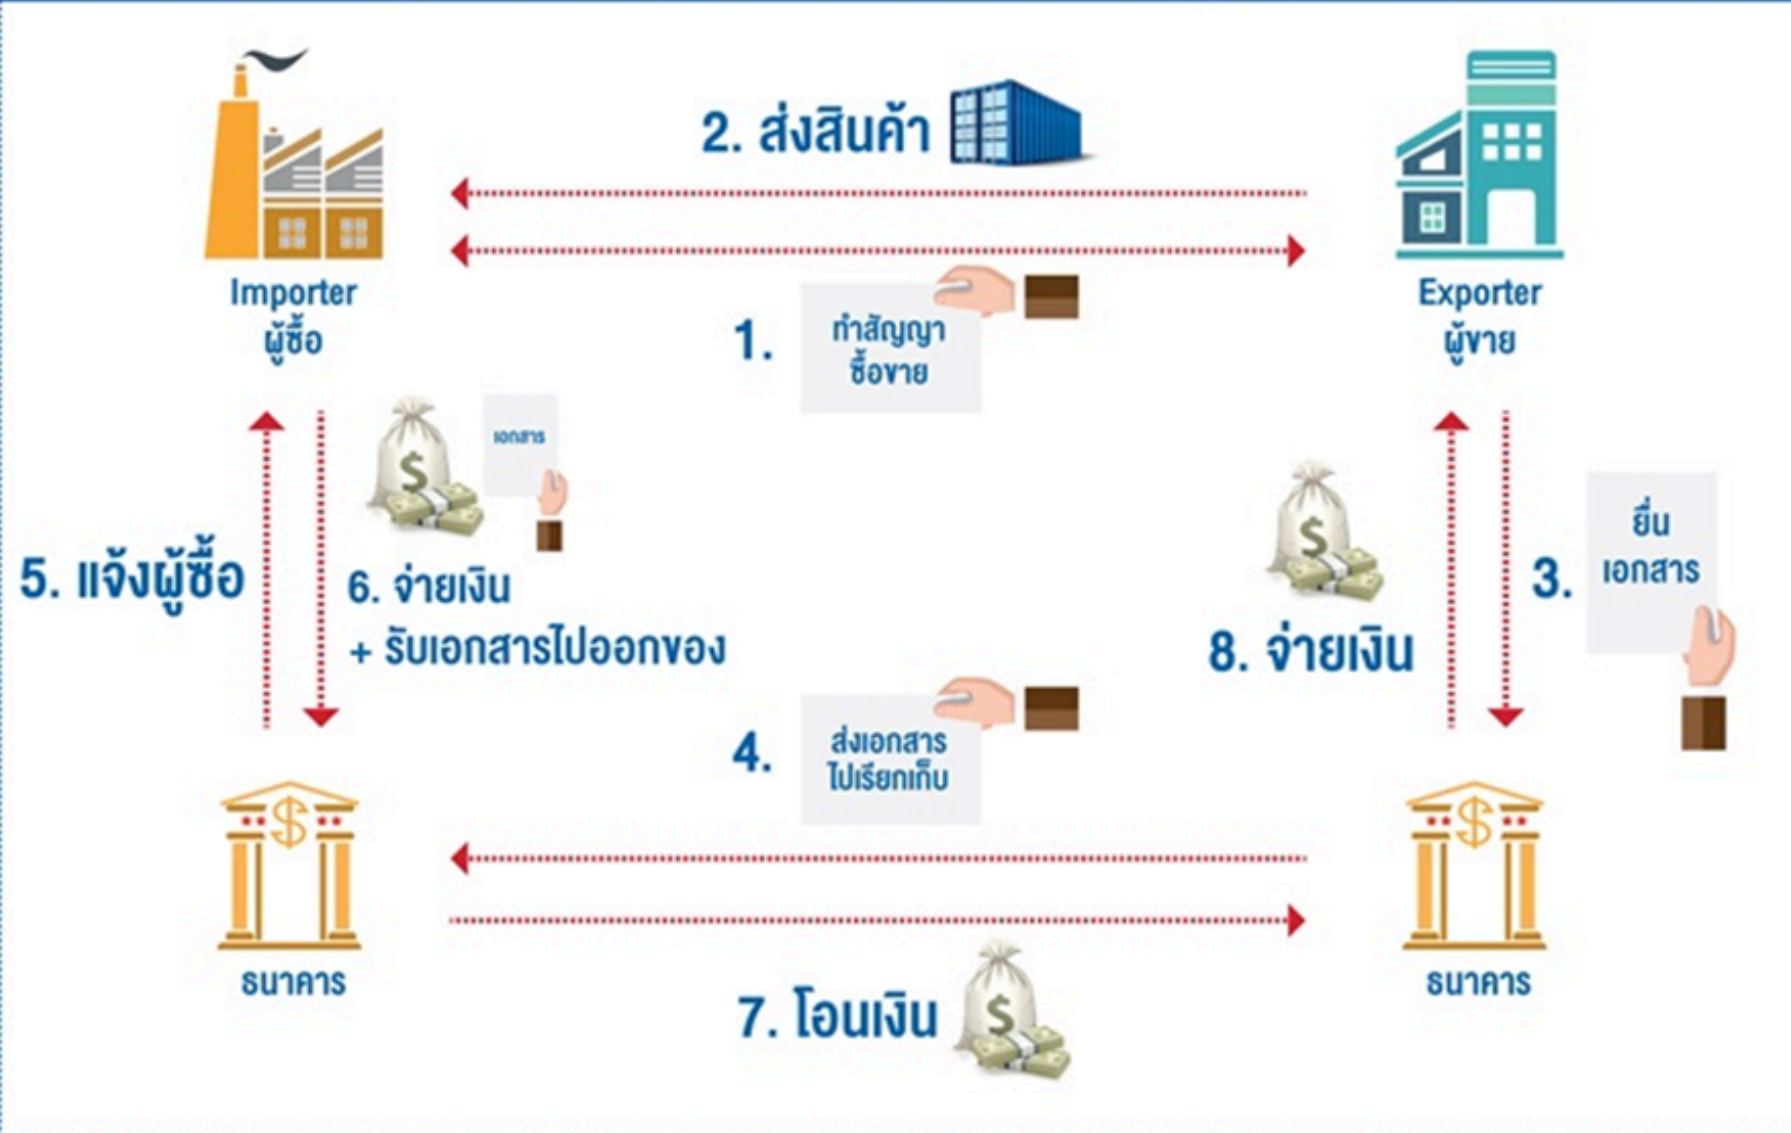 2. ส่งสินค้า
Importer
ผู้ซื้อ
Exporter
ผู้ขาย
1.
ทำสัญญา
ซื้อขาย
เอกสาร
5. แจ้งผู้ซื้อ
6. จ่ายเงิน
+ รับเอกสารไปออกของ
8. จ่ายเงิน
3.
ยื่น
เอกสาร
4.
ส่งเอกสาร
ไปเรียกเก็บ
ธนาคาร
ธนาคาร
7. โอนเงิน